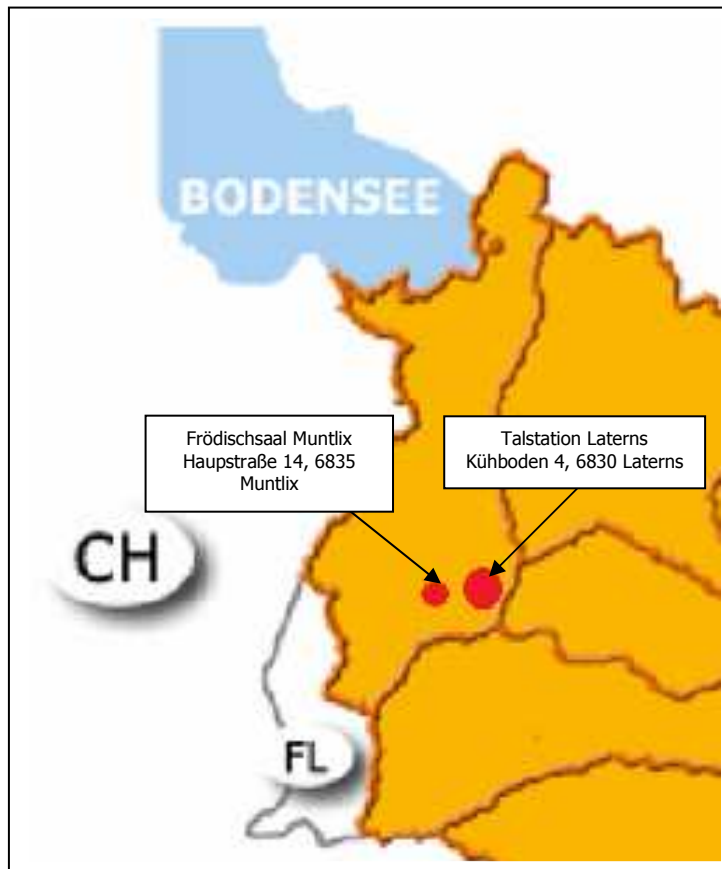 BODENSEE
Frödischsaal Muntlix
Haupstraße 14, 6835
Muntlix
Talstation Laterns
Kühboden 4, 6830 Laterns
CH
FL